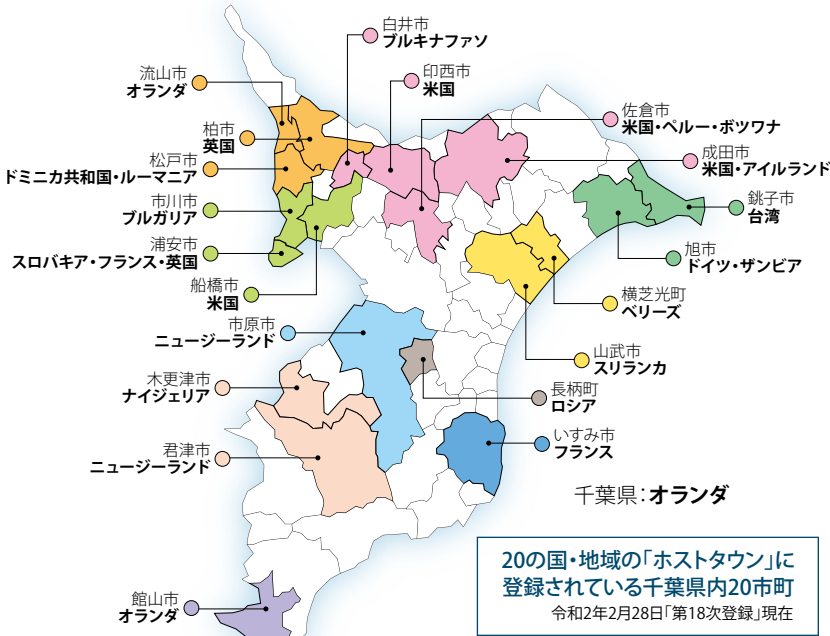 白井市
ブルキナファソ
流山市
オランダ
印西市
米国
柏市
英国
佐倉市
米国・ペルー・ボツワナ
松戸市
ドミニカ共和国・ルーマニア
成田市
米国・アイルランド
市川市
ブルガリア
銚子市
台湾
浦安市
スロバキア・フランス・英国
旭市
ドイツ・ザンビア
船橋市
米国
横芝光町
ベリーズ
市原市
ニュージーランド
山武市
スリランカ
木更津市
ナイジェリア
長柄町
ロシア
君津市
ニュージーランド
いすみ市
フランス
千葉県：オランダ
20の国・地域の「ホストタウン」に
登録されている千葉県内20市町
令和2年2月28日「第18次登録」現在
館山市
オランダ